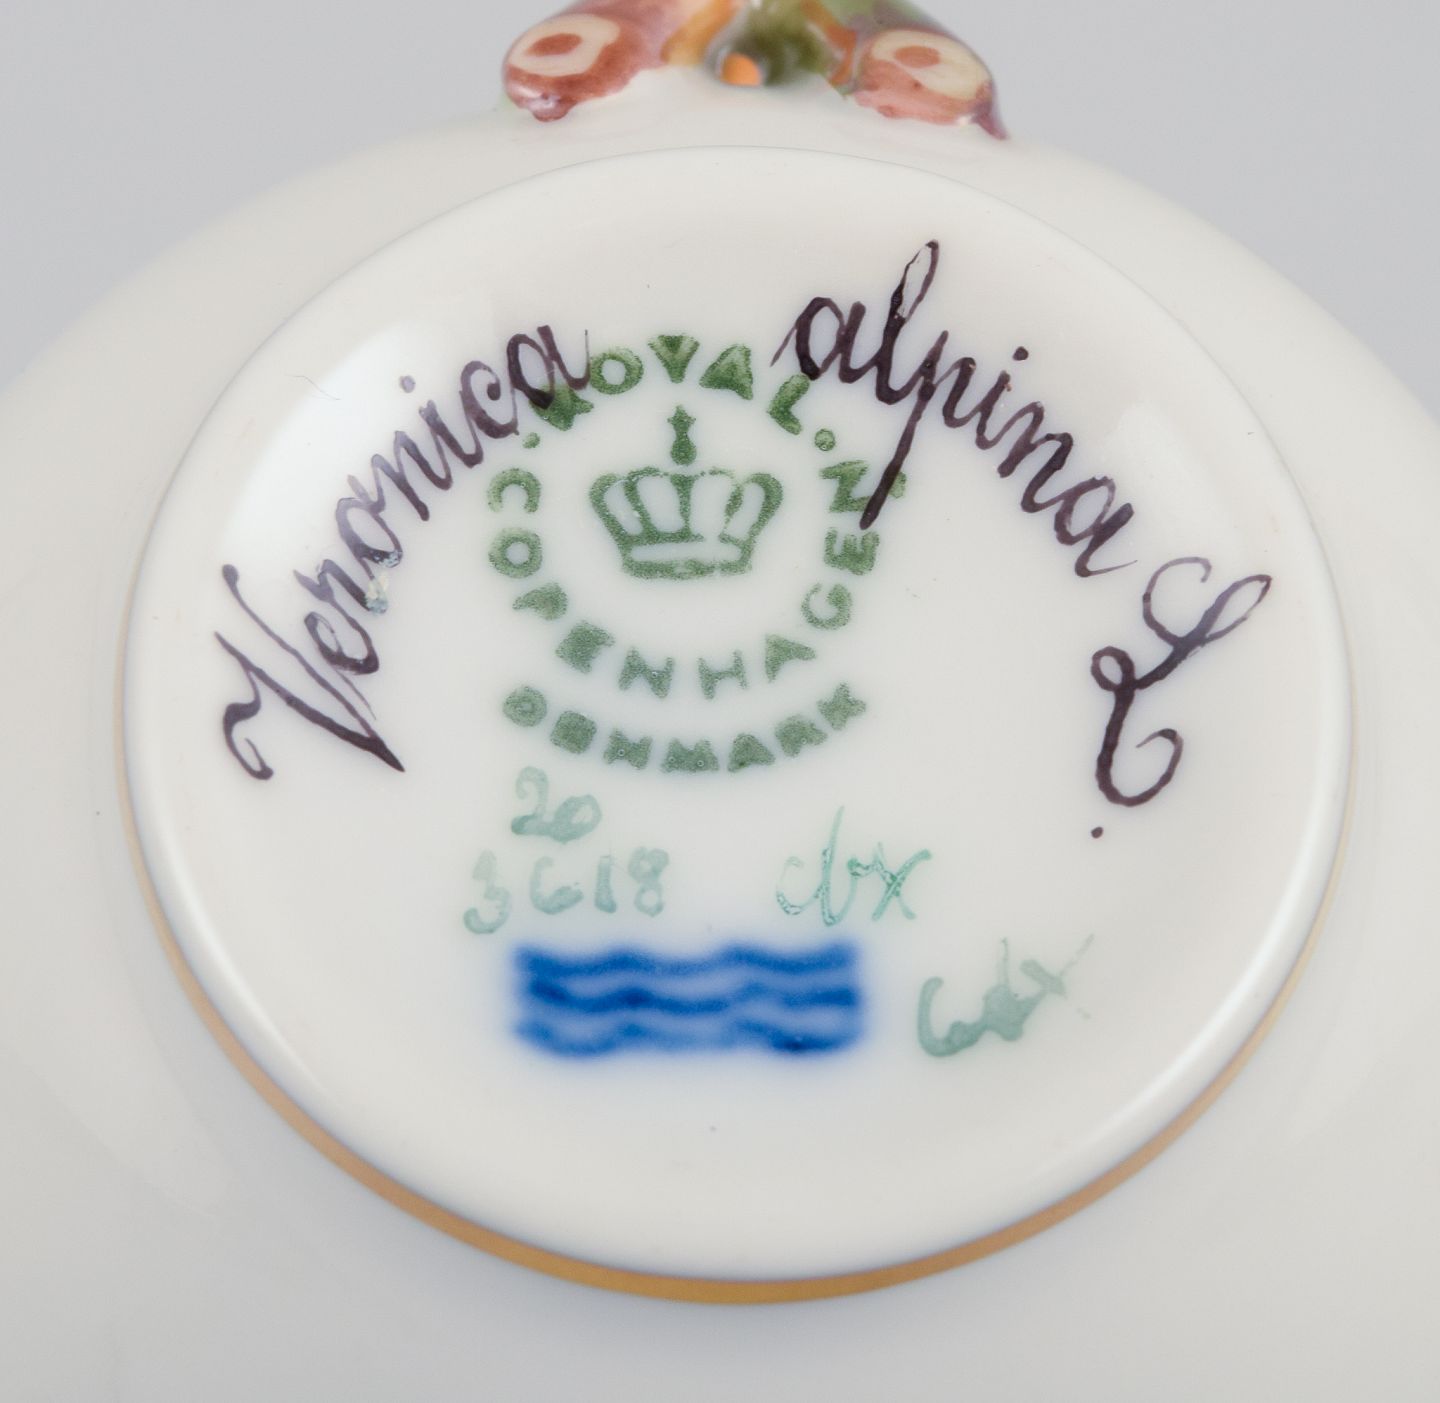 Veronica alpina L.
ROYAL. COPENHAGEN
DENMARK
20
3618